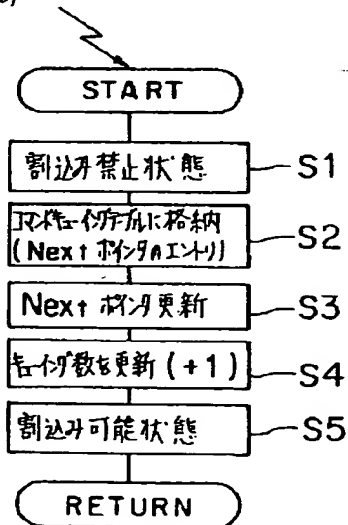 START
割込み禁止状態 S1
コマンドキューイングテーブルに格納
(Nextポインタのエントリ) S2
Nextポインタ更新 S3
キューイング数を更新(+1) S4
割込み可能状態 S5
RETURN